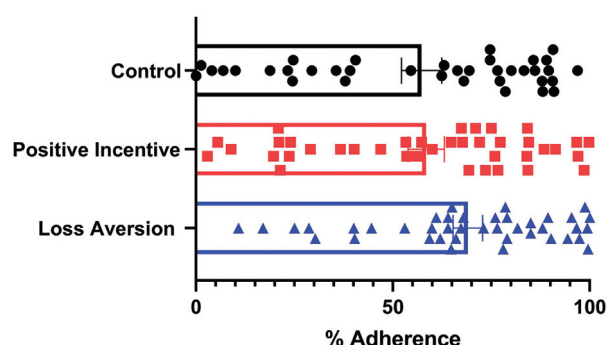 Control
Positive Incentive
Loss Aversion
0 50 100
% Adherence